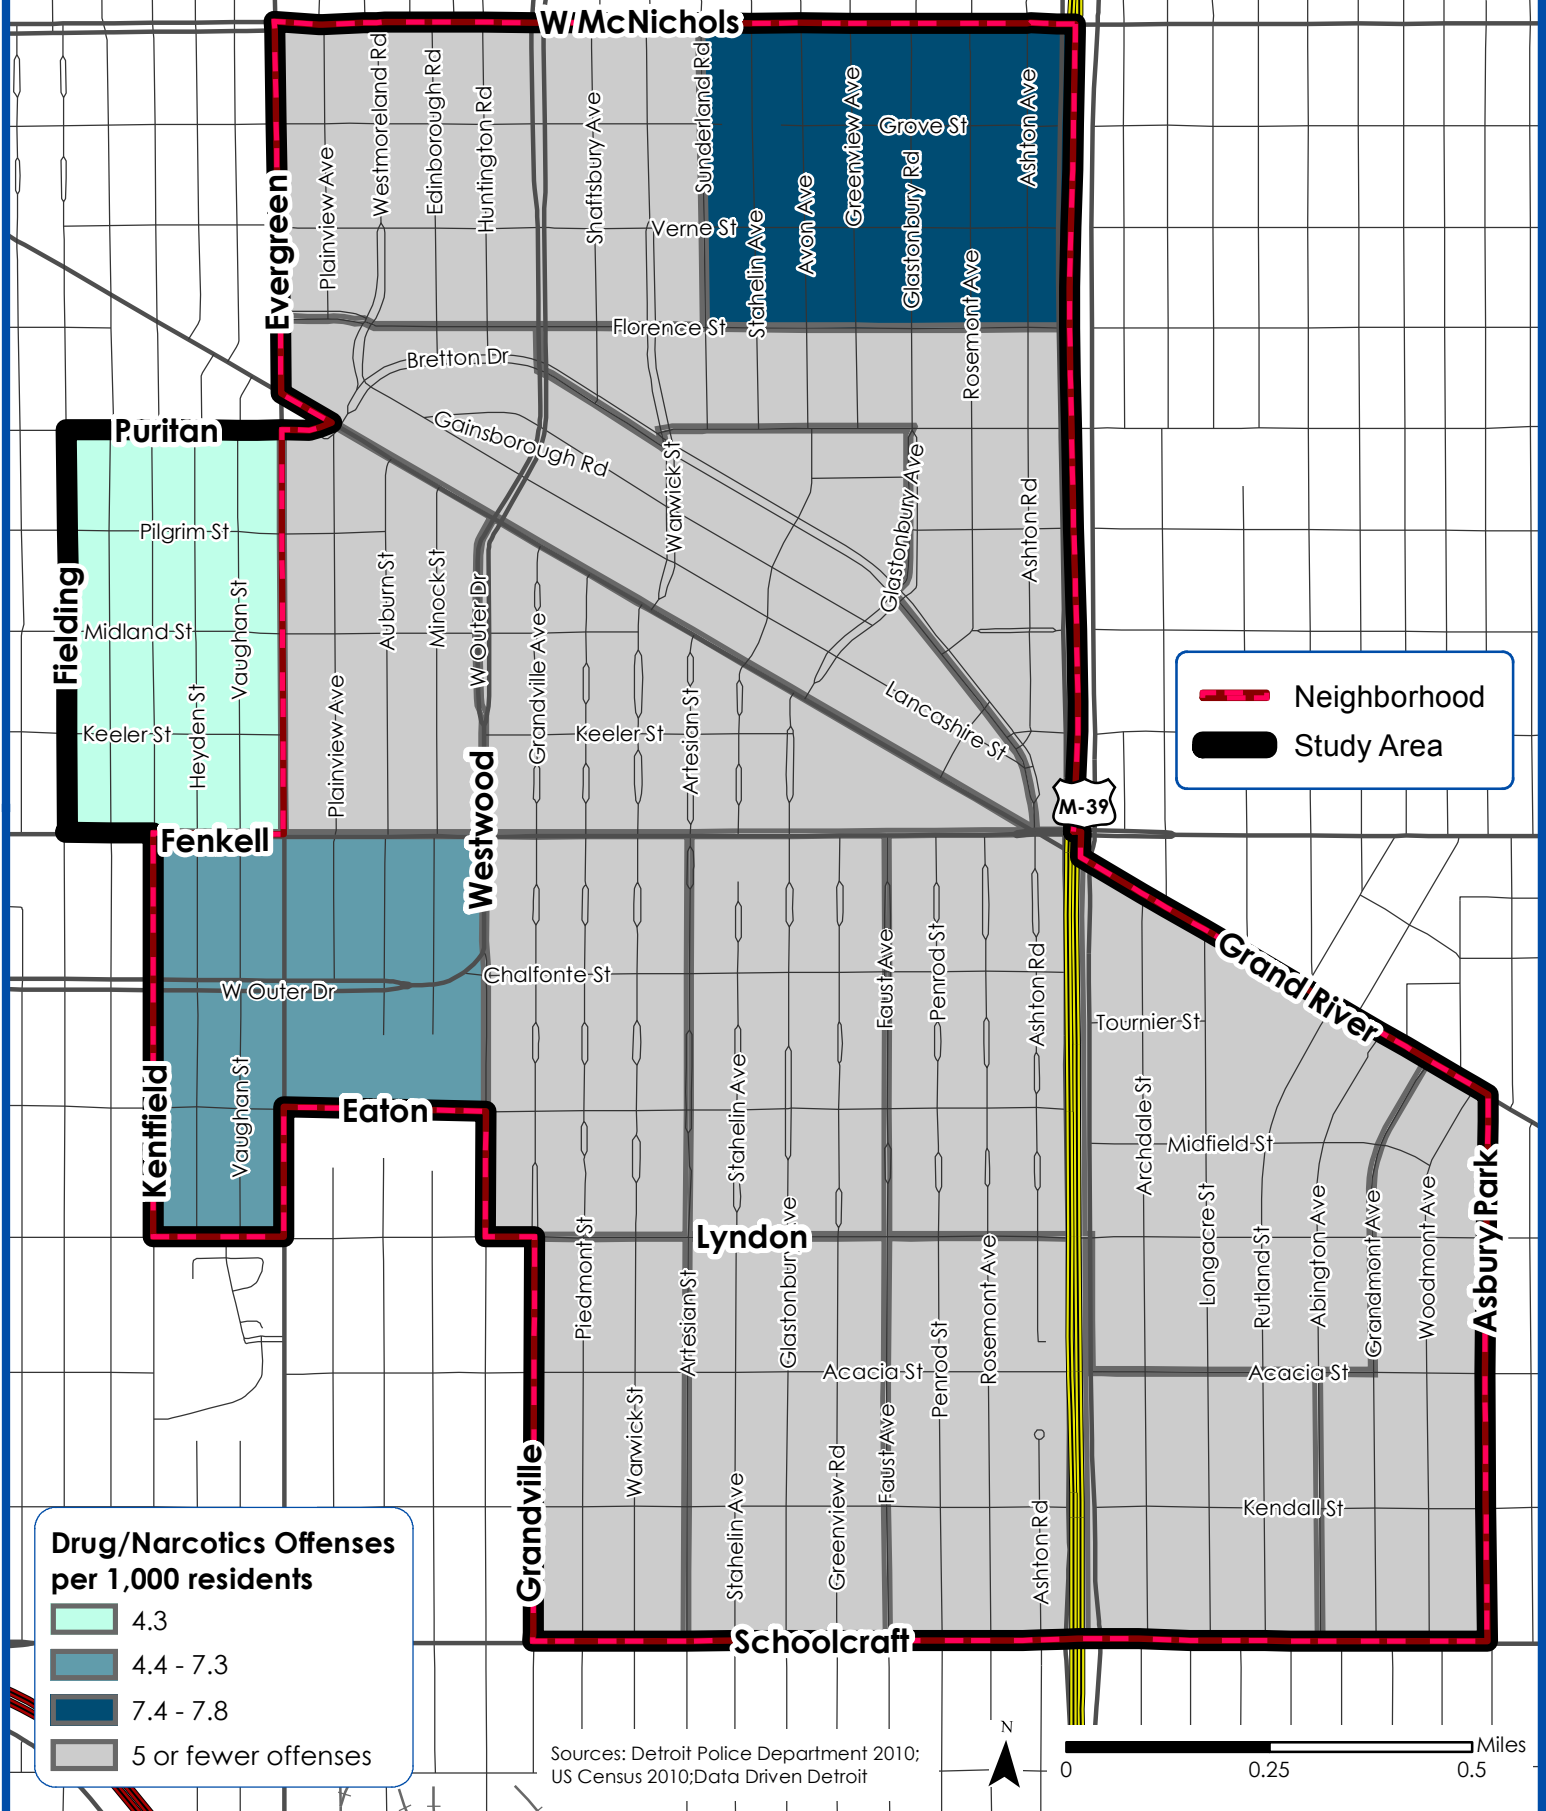 W McNichols
Westmoreland Rd
Edinborough Rd
Huntington Rd
Plainview Ave
Shaftsbury Ave
Sunderland Rd
Greenview Ave
Grove St
Ashton Ave
Glastonbury Rd
Avon Ave
Stahelin Ave
Verne St
Rosemont Ave
Evergreen
Florence St
Bretton Dr
Gainsborough Rd
Puritan
Warwick St
Glastonbury Ave
Ashton Rd
Pilgrim St
Fielding
Midland St
Vaughan St
Heyden St
Keeler St
Auburn St
Minock St
W Outer Dr
Grandville Ave
Plainview Ave
Keeler St
Artesian St
Lancashire St
Neighborhood
Study Area
M-39
Westwood
Fenkell
Chalfonte St
W Outer Dr
Faust Ave
Penrod St
Ashton Rd
Grand River
Tournier St
Kentfield
Vaughan St
Eaton
Stahelin Ave
Archdale St
Midfield St
Longacre St
Rutland St
Abington Ave
Grandmont Ave
Woodmont Ave
Asbury Park
Lyndon
Piedmont St
Artesian St
Glastonbury Ave
Rosemont Ave
Penrod St
Acacia St
Acacia St
Warwick St
Faust Ave
Greenview Rd
Stahelin Ave
Ashton Rd
Kendall St
Grandville
Schoolcraft
Drug/Narcotics Offenses
per 1,000 residents
4.3
4.4 - 7.3
7.4 - 7.8
5 or fewer offenses
Sources: Detroit Police Department 2010;
US Census 2010;Data Driven Detroit
N
Miles
0 0.25 0.5